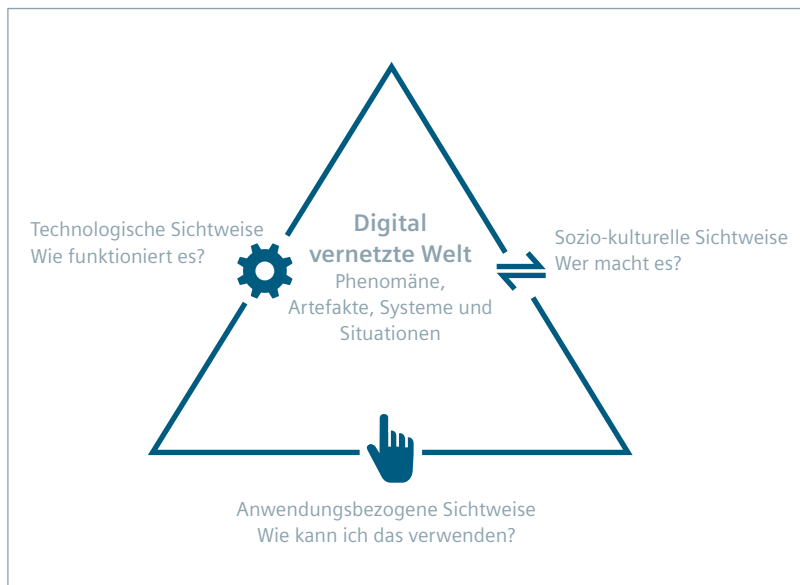 Technologische Sichtweise
Wie funktioniert es?
Digital
vernetzte Welt
Phenomäne,
Artefakte, Systeme und
Situationen
Sozio-kulturelle Sichtweise
Wer macht es?
Anwendungsbezogene Sichtweise
Wie kann ich das verwenden?